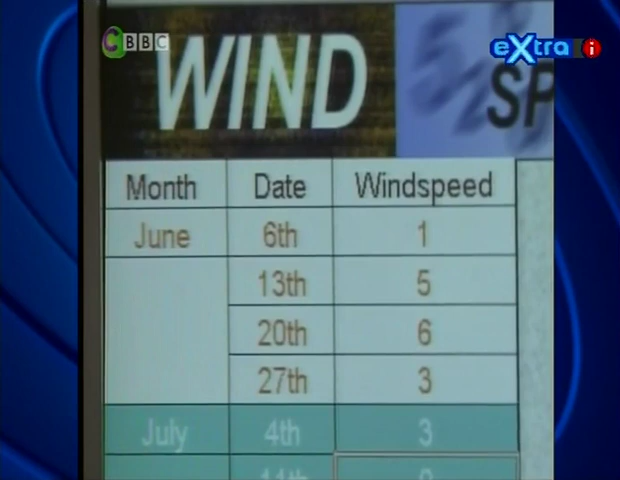 CBBC
eXtra i
WIND
SP
Month Date Windspeed
June 6th 1
13th 5
20th 6
27th 3
July 4th 3
11th